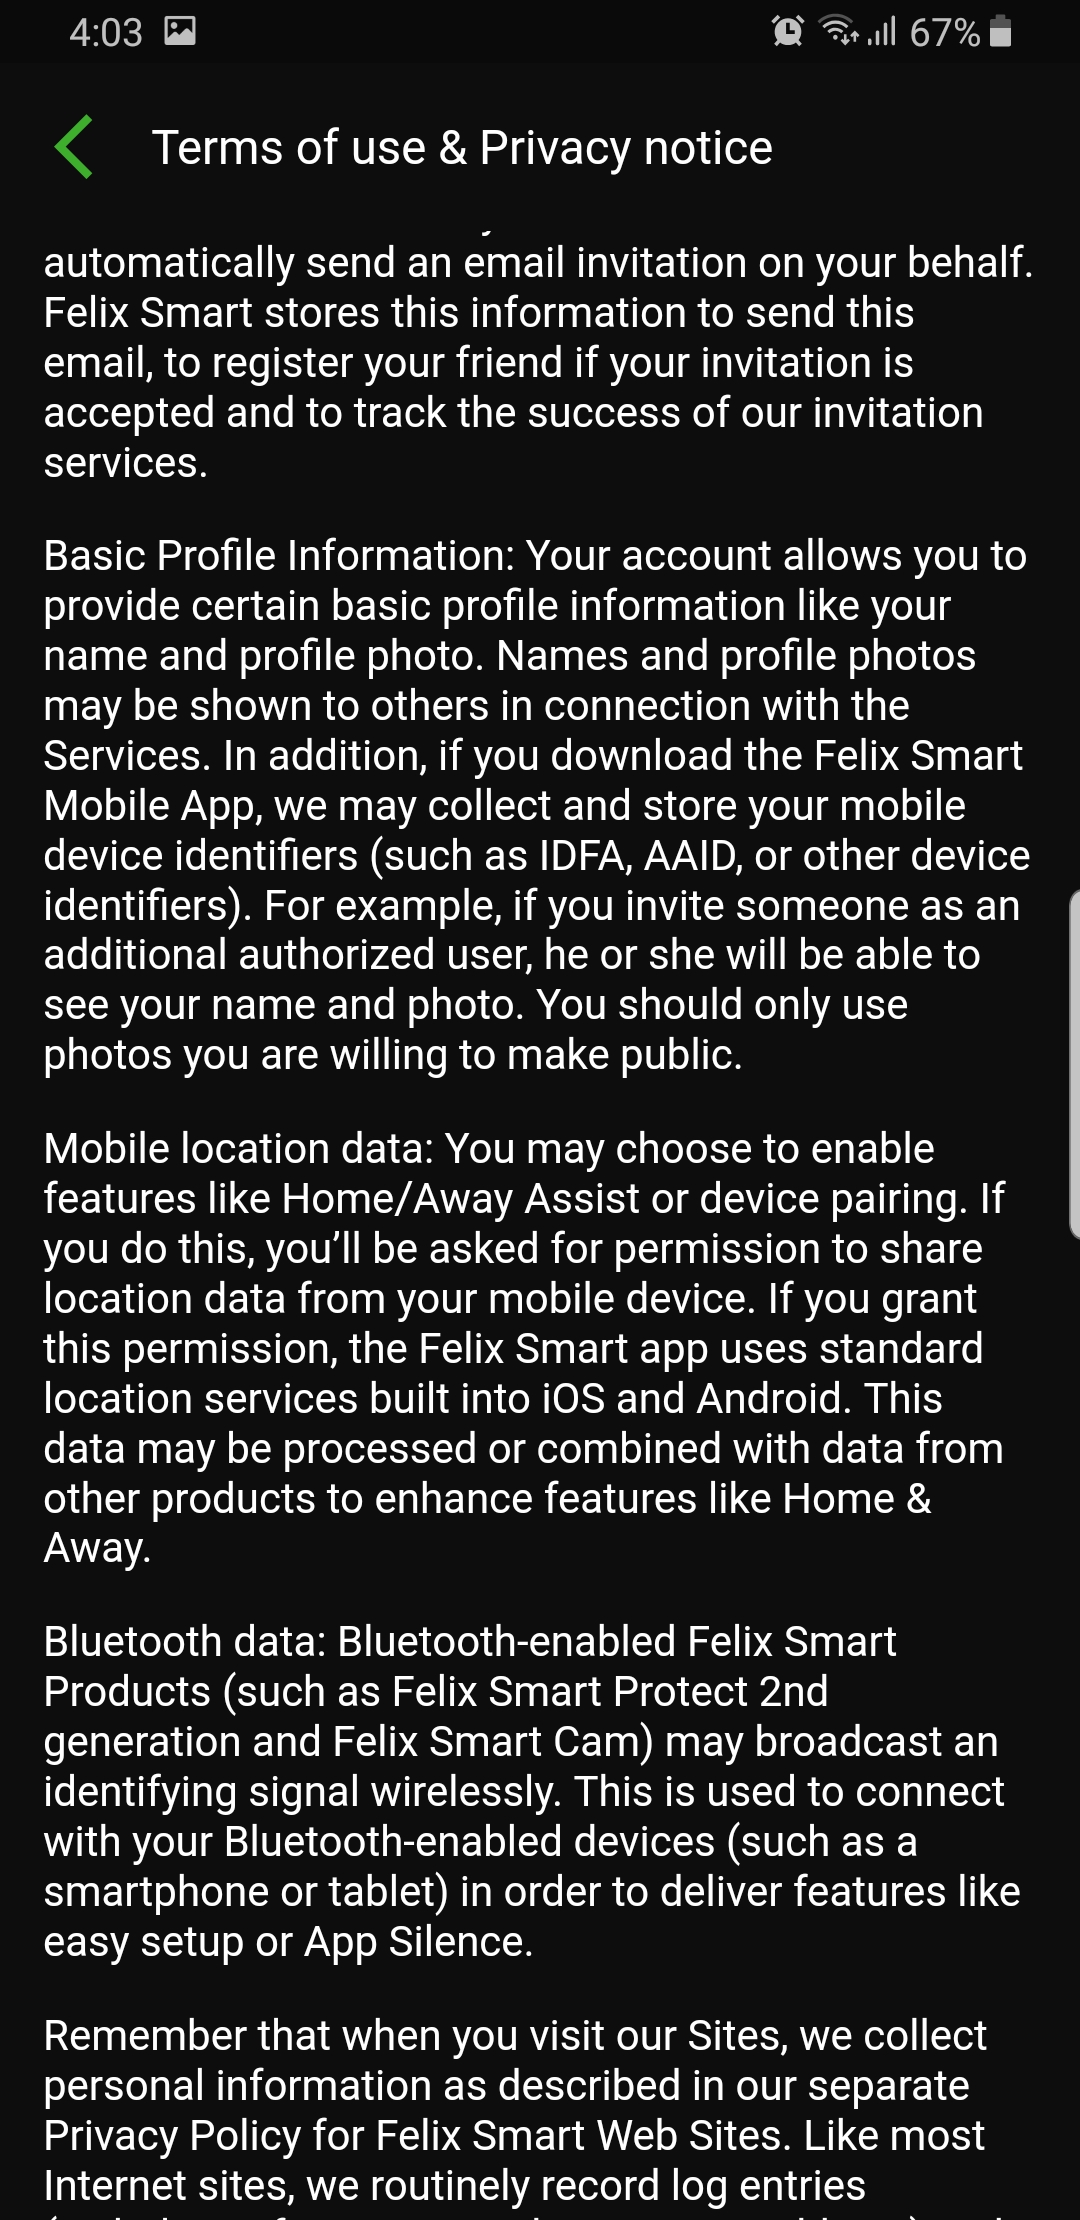 4:03
67%
Terms of use & Privacy notice
automatically send an email invitation on your behalf.
Felix Smart stores this information to send this
email, to register your friend if your invitation is
accepted and to track the success of our invitation
services.
Basic Profile Information: Your account allows you to
provide certain basic profile information like your
name and profile photo. Names and profile photos
may be shown to others in connection with the
Services. In addition, if you download the Felix Smart
Mobile App, we may collect and store your mobile
device identifiers (such as IDFA, AAID, or other device
identifiers). For example, if you invite someone as an
additional authorized user, he or she will be able to
see your name and photo. You should only use
photos you are willing to make public.
Mobile location data: You may choose to enable
features like Home/Away Assist or device pairing. If
you do this, you’ll be asked for permission to share
location data from your mobile device. If you grant
this permission, the Felix Smart app uses standard
location services built into iOS and Android. This
data may be processed or combined with data from
other products to enhance features like Home &
Away.
Bluetooth data: Bluetooth-enabled Felix Smart
Products (such as Felix Smart Protect 2nd
generation and Felix Smart Cam) may broadcast an
identifying signal wirelessly. This is used to connect
with your Bluetooth-enabled devices (such as a
smartphone or tablet) in order to deliver features like
easy setup or App Silence.
Remember that when you visit our Sites, we collect
personal information as described in our separate
Privacy Policy for Felix Smart Web Sites. Like most
Internet sites, we routinely record log entries